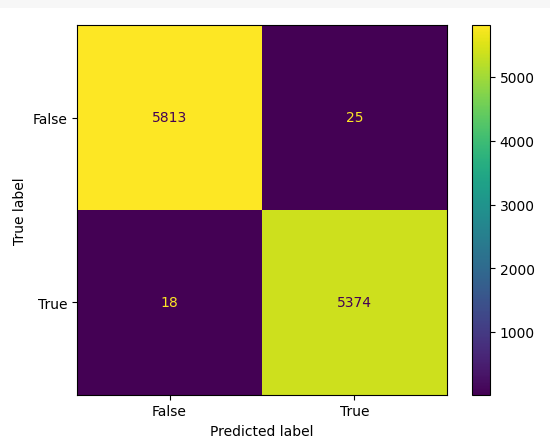 False
5813
25
True
18
5374
False
True
Predicted label
True label
5000
4000
3000
2000
1000